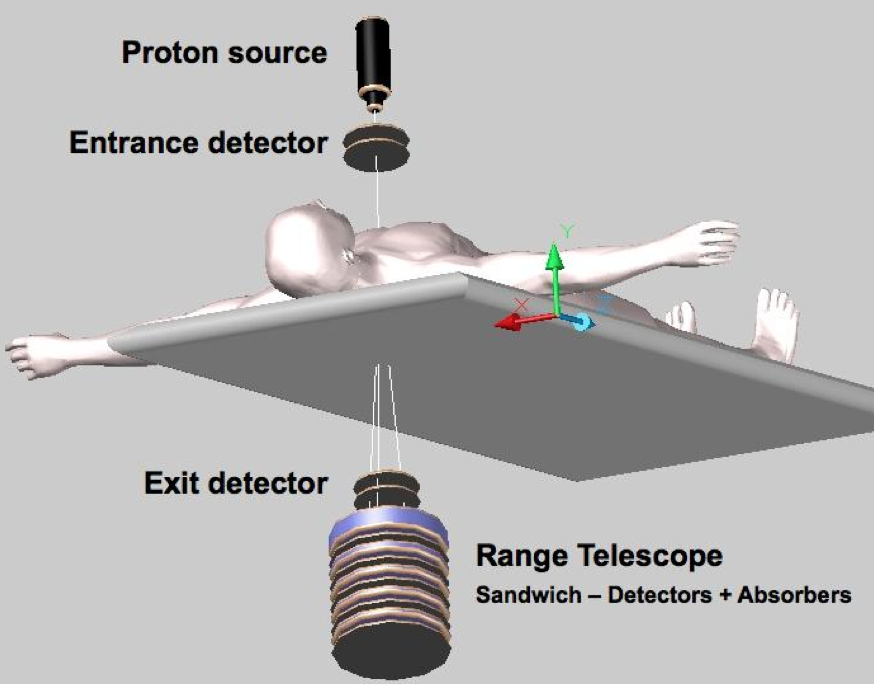 Proton source
Entrance detector
Y
X
Exit detector
Range Telescope
Sandwich – Detectors + Absorbers